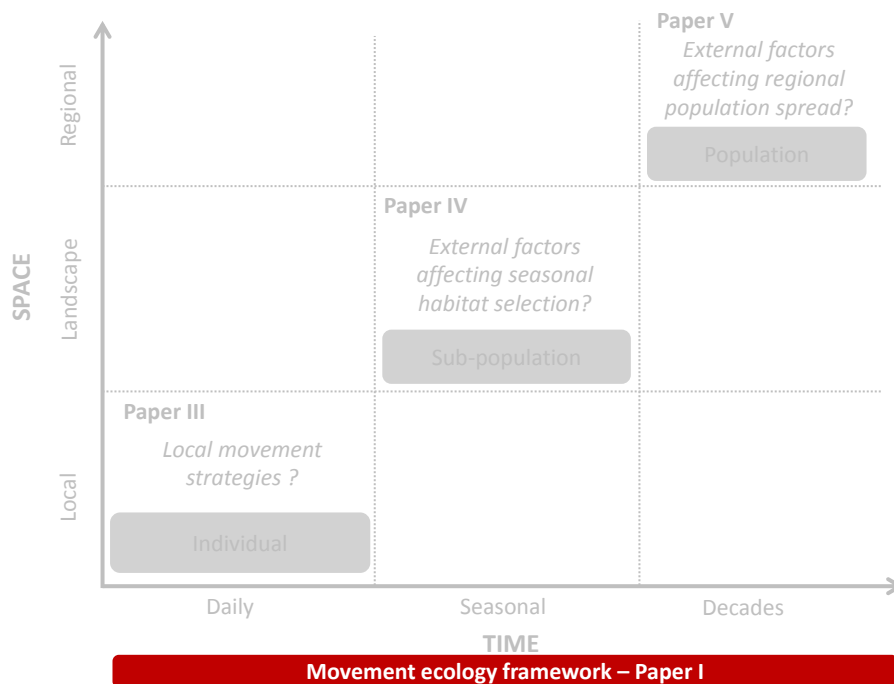 Paper V
External factors
affecting regional
population spread?
Population
Regional
Paper IV
External factors
affecting seasonal
habitat selection?
Sub-population
Landscape
SPACE
Paper III
Local movement
strategies ?
Individual
Local
Daily
Seasonal
Decades
TIME
Movement ecology framework – Paper I